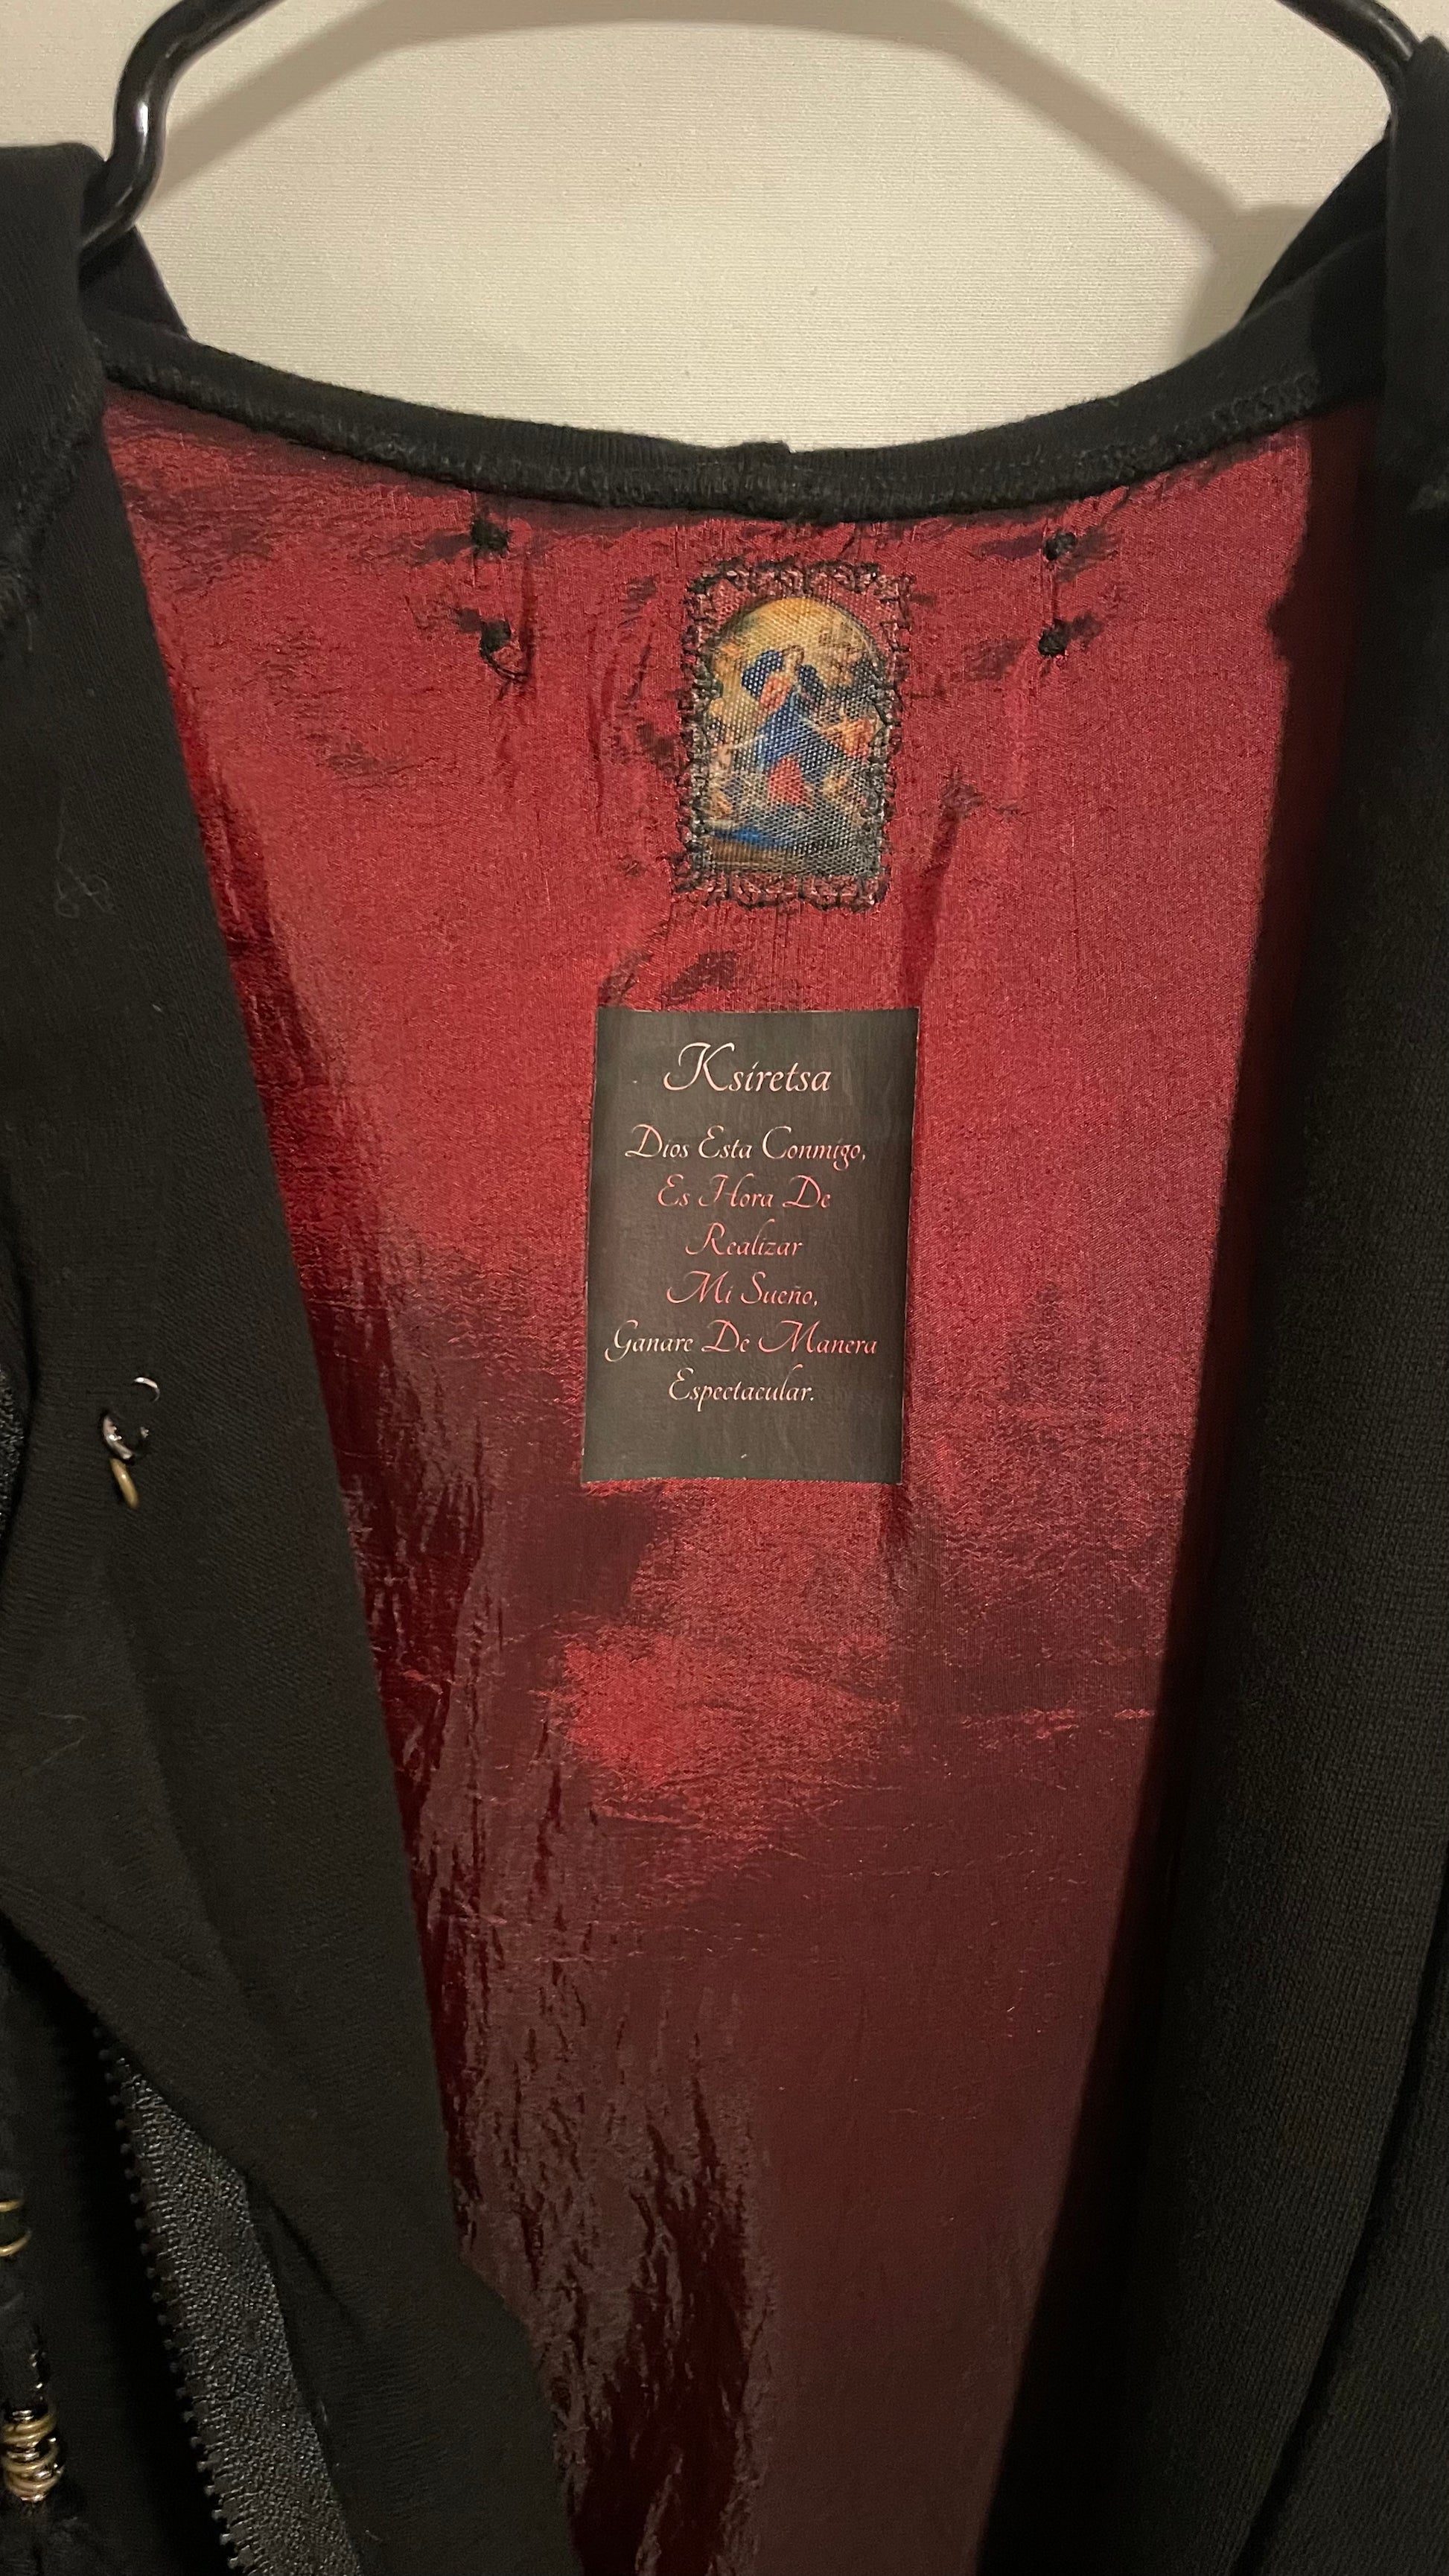 Ksiretsa
Dios Esta Conmigo,
Es Hora De
Realizar
Mi Sueño,
Ganare De Manera
Espectacular.